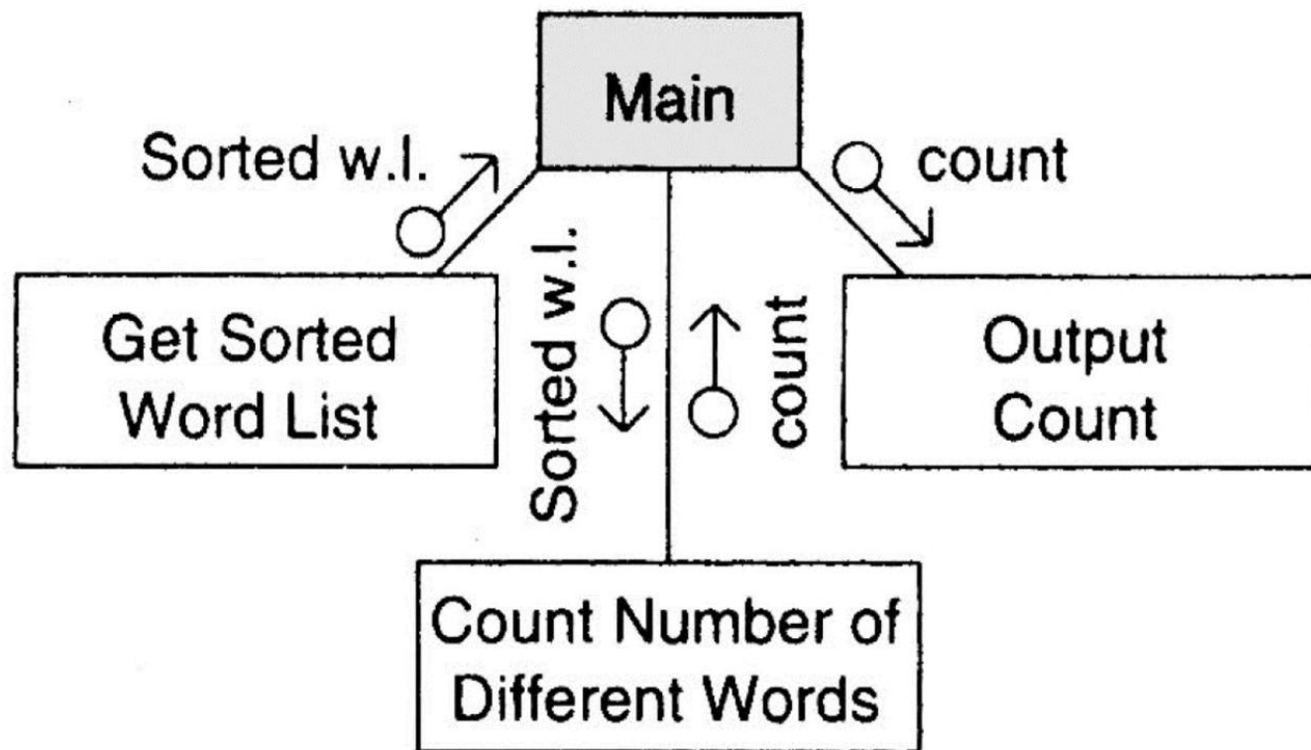 Main
Sorted w.l.
count
Get Sorted
Word List
Sorted w.l.
count
Output
Count
Count Number of
Different Words